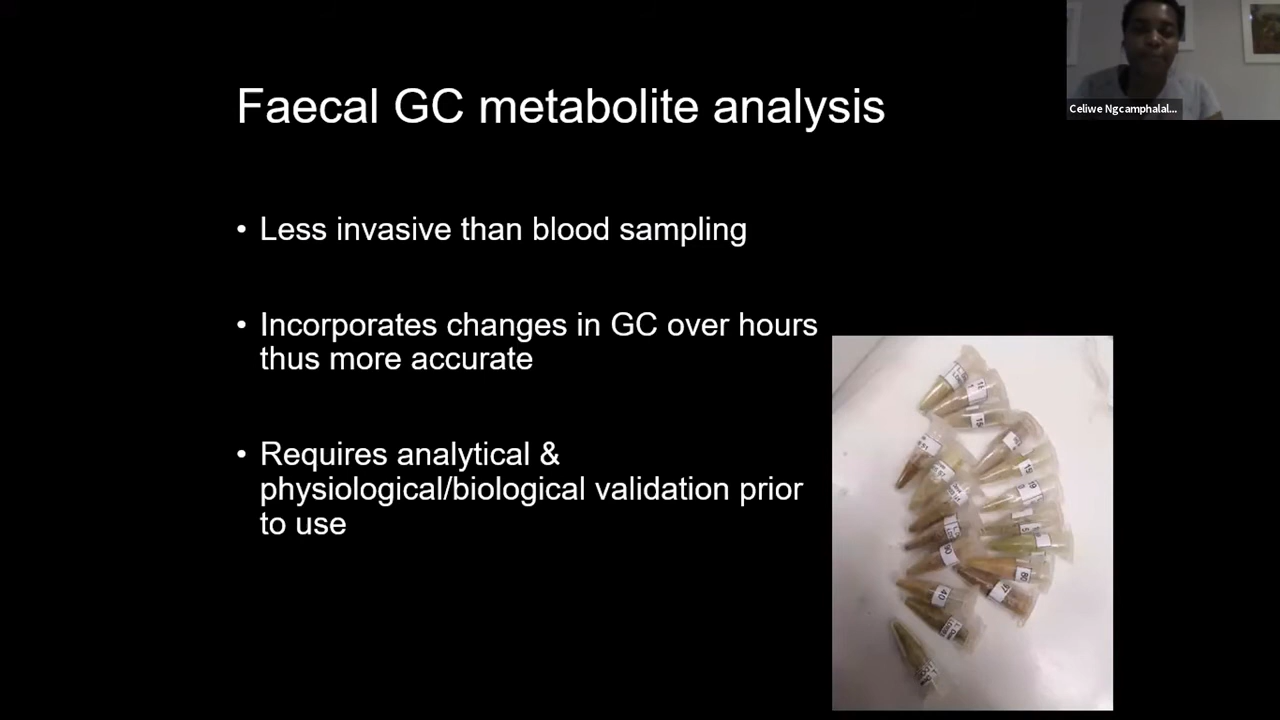 Faecal GC metabolite analysis
• Less invasive than blood sampling
• Incorporates changes in GC over hours
thus more accurate
• Requires analytical &
physiological/biological validation prior
to use
Celiwe Ngcamphalal...
40